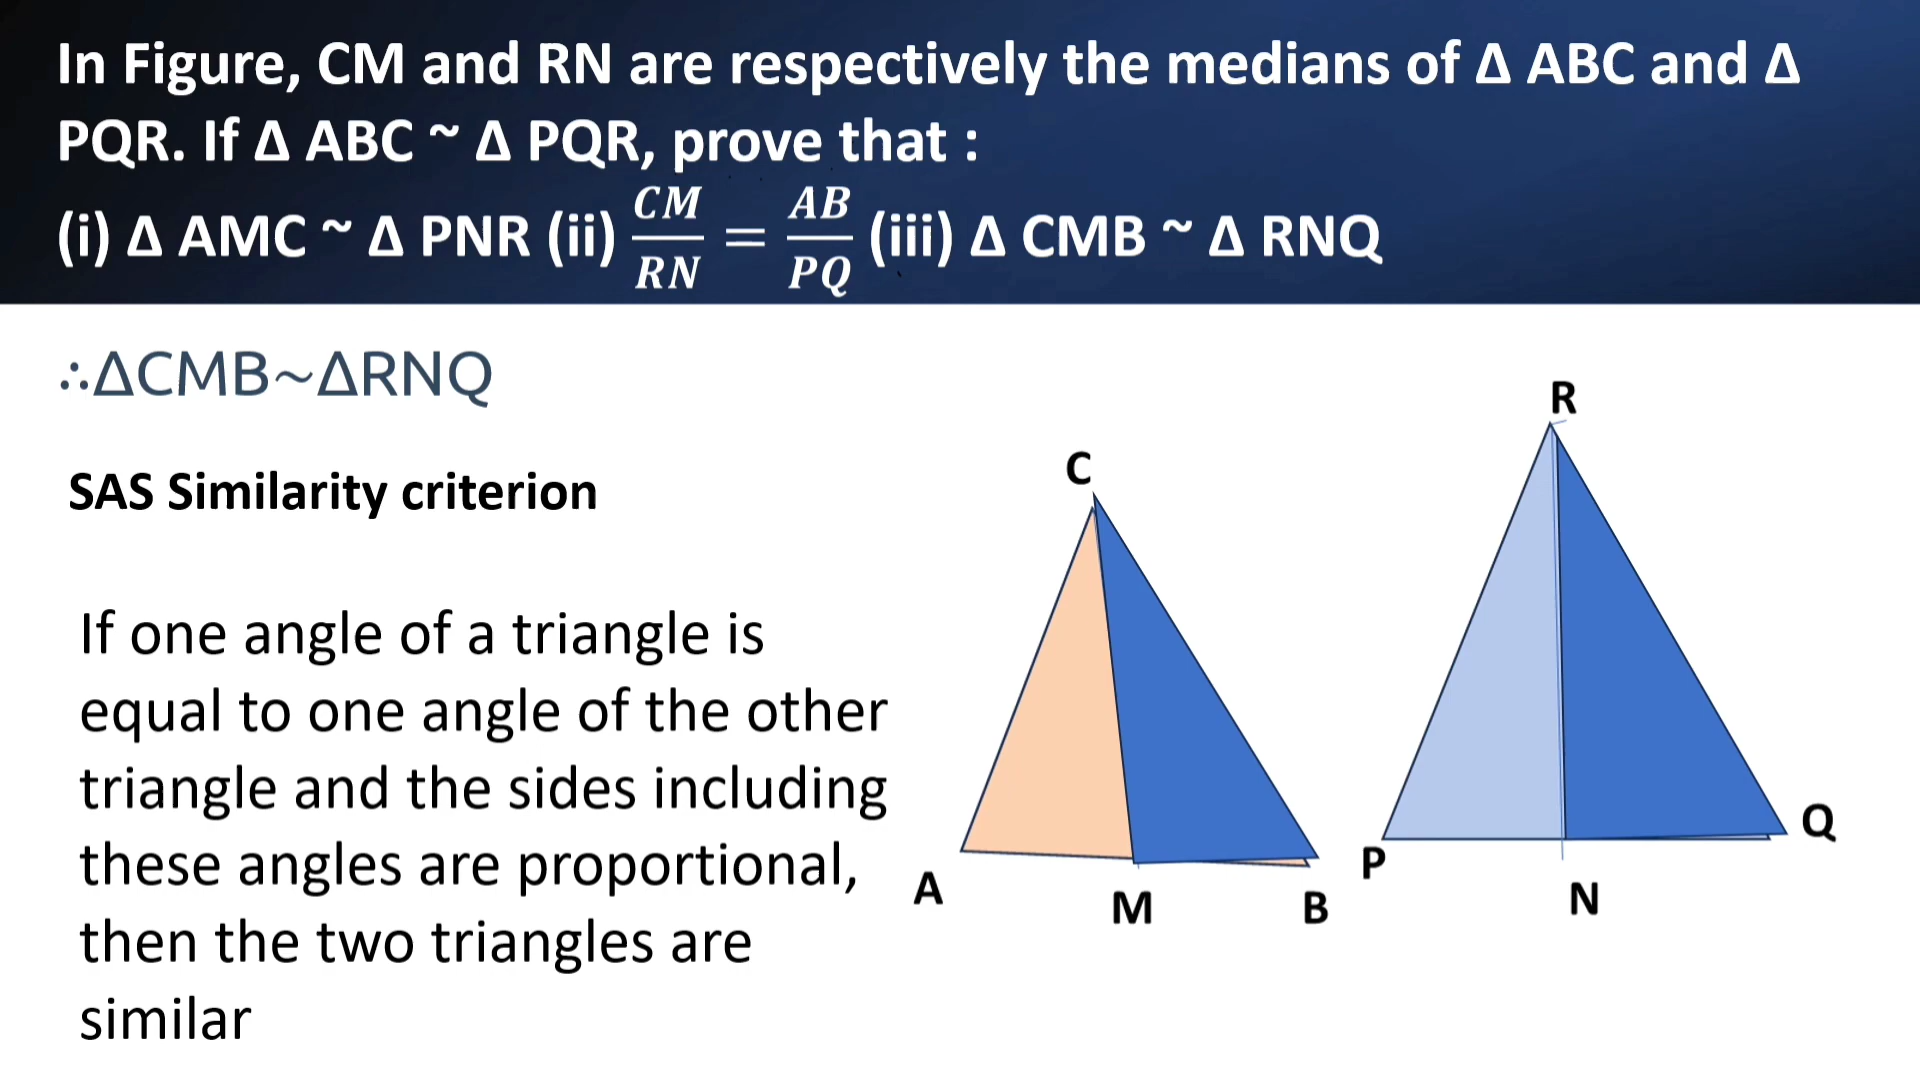 In Figure, CM and RN are respectively the medians of Δ ABC and Δ
PQR. If Δ ABC ~ Δ PQR, prove that :
(i) Δ AMC ~ Δ PNR (ii) CM/RN = AB/PQ (iii) Δ CMB ~ Δ RNQ
∴ΔCMB~ΔRNQ
SAS Similarity criterion
If one angle of a triangle is
equal to one angle of the other
triangle and the sides including
these angles are proportional,
then the two triangles are
similar
C
A
M
B
R
P
N
Q